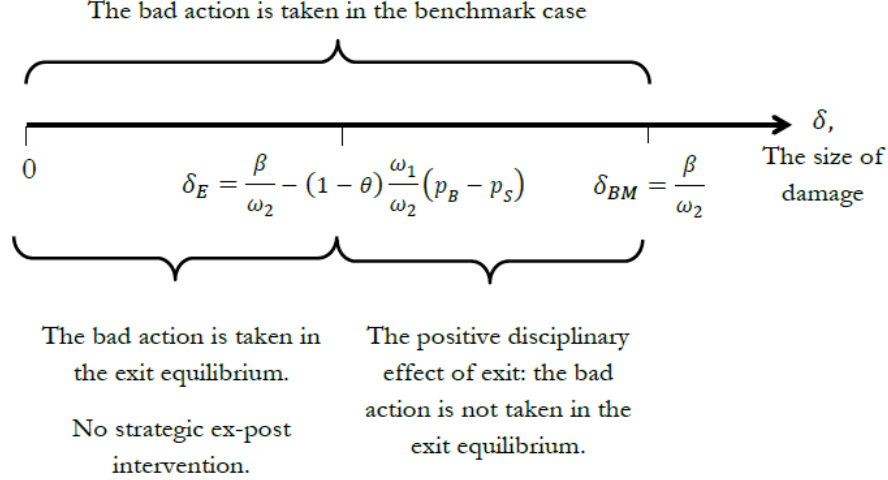 The bad action is taken in the benchmark case
δ,
The size of
damage
0
δ_E = β/ω₂ − (1 − θ) ω₁/ω₂ (p_B − p_S)
δ_BM = β/ω₂
The bad action is taken in
the exit equilibrium.
No strategic ex-post
intervention.
The positive disciplinary
effect of exit: the bad
action is not taken in the
exit equilibrium.